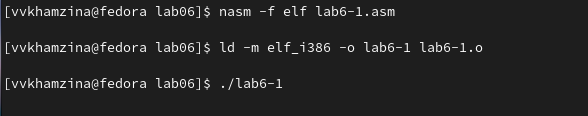 [vvkhamzina@fedora lab06]$ nasm -f elf lab6-1.asm
[vvkhamzina@fedora lab06]$ ld -m elf_i386 -o lab6-1 lab6-1.o
[vvkhamzina@fedora lab06]$ ./lab6-1